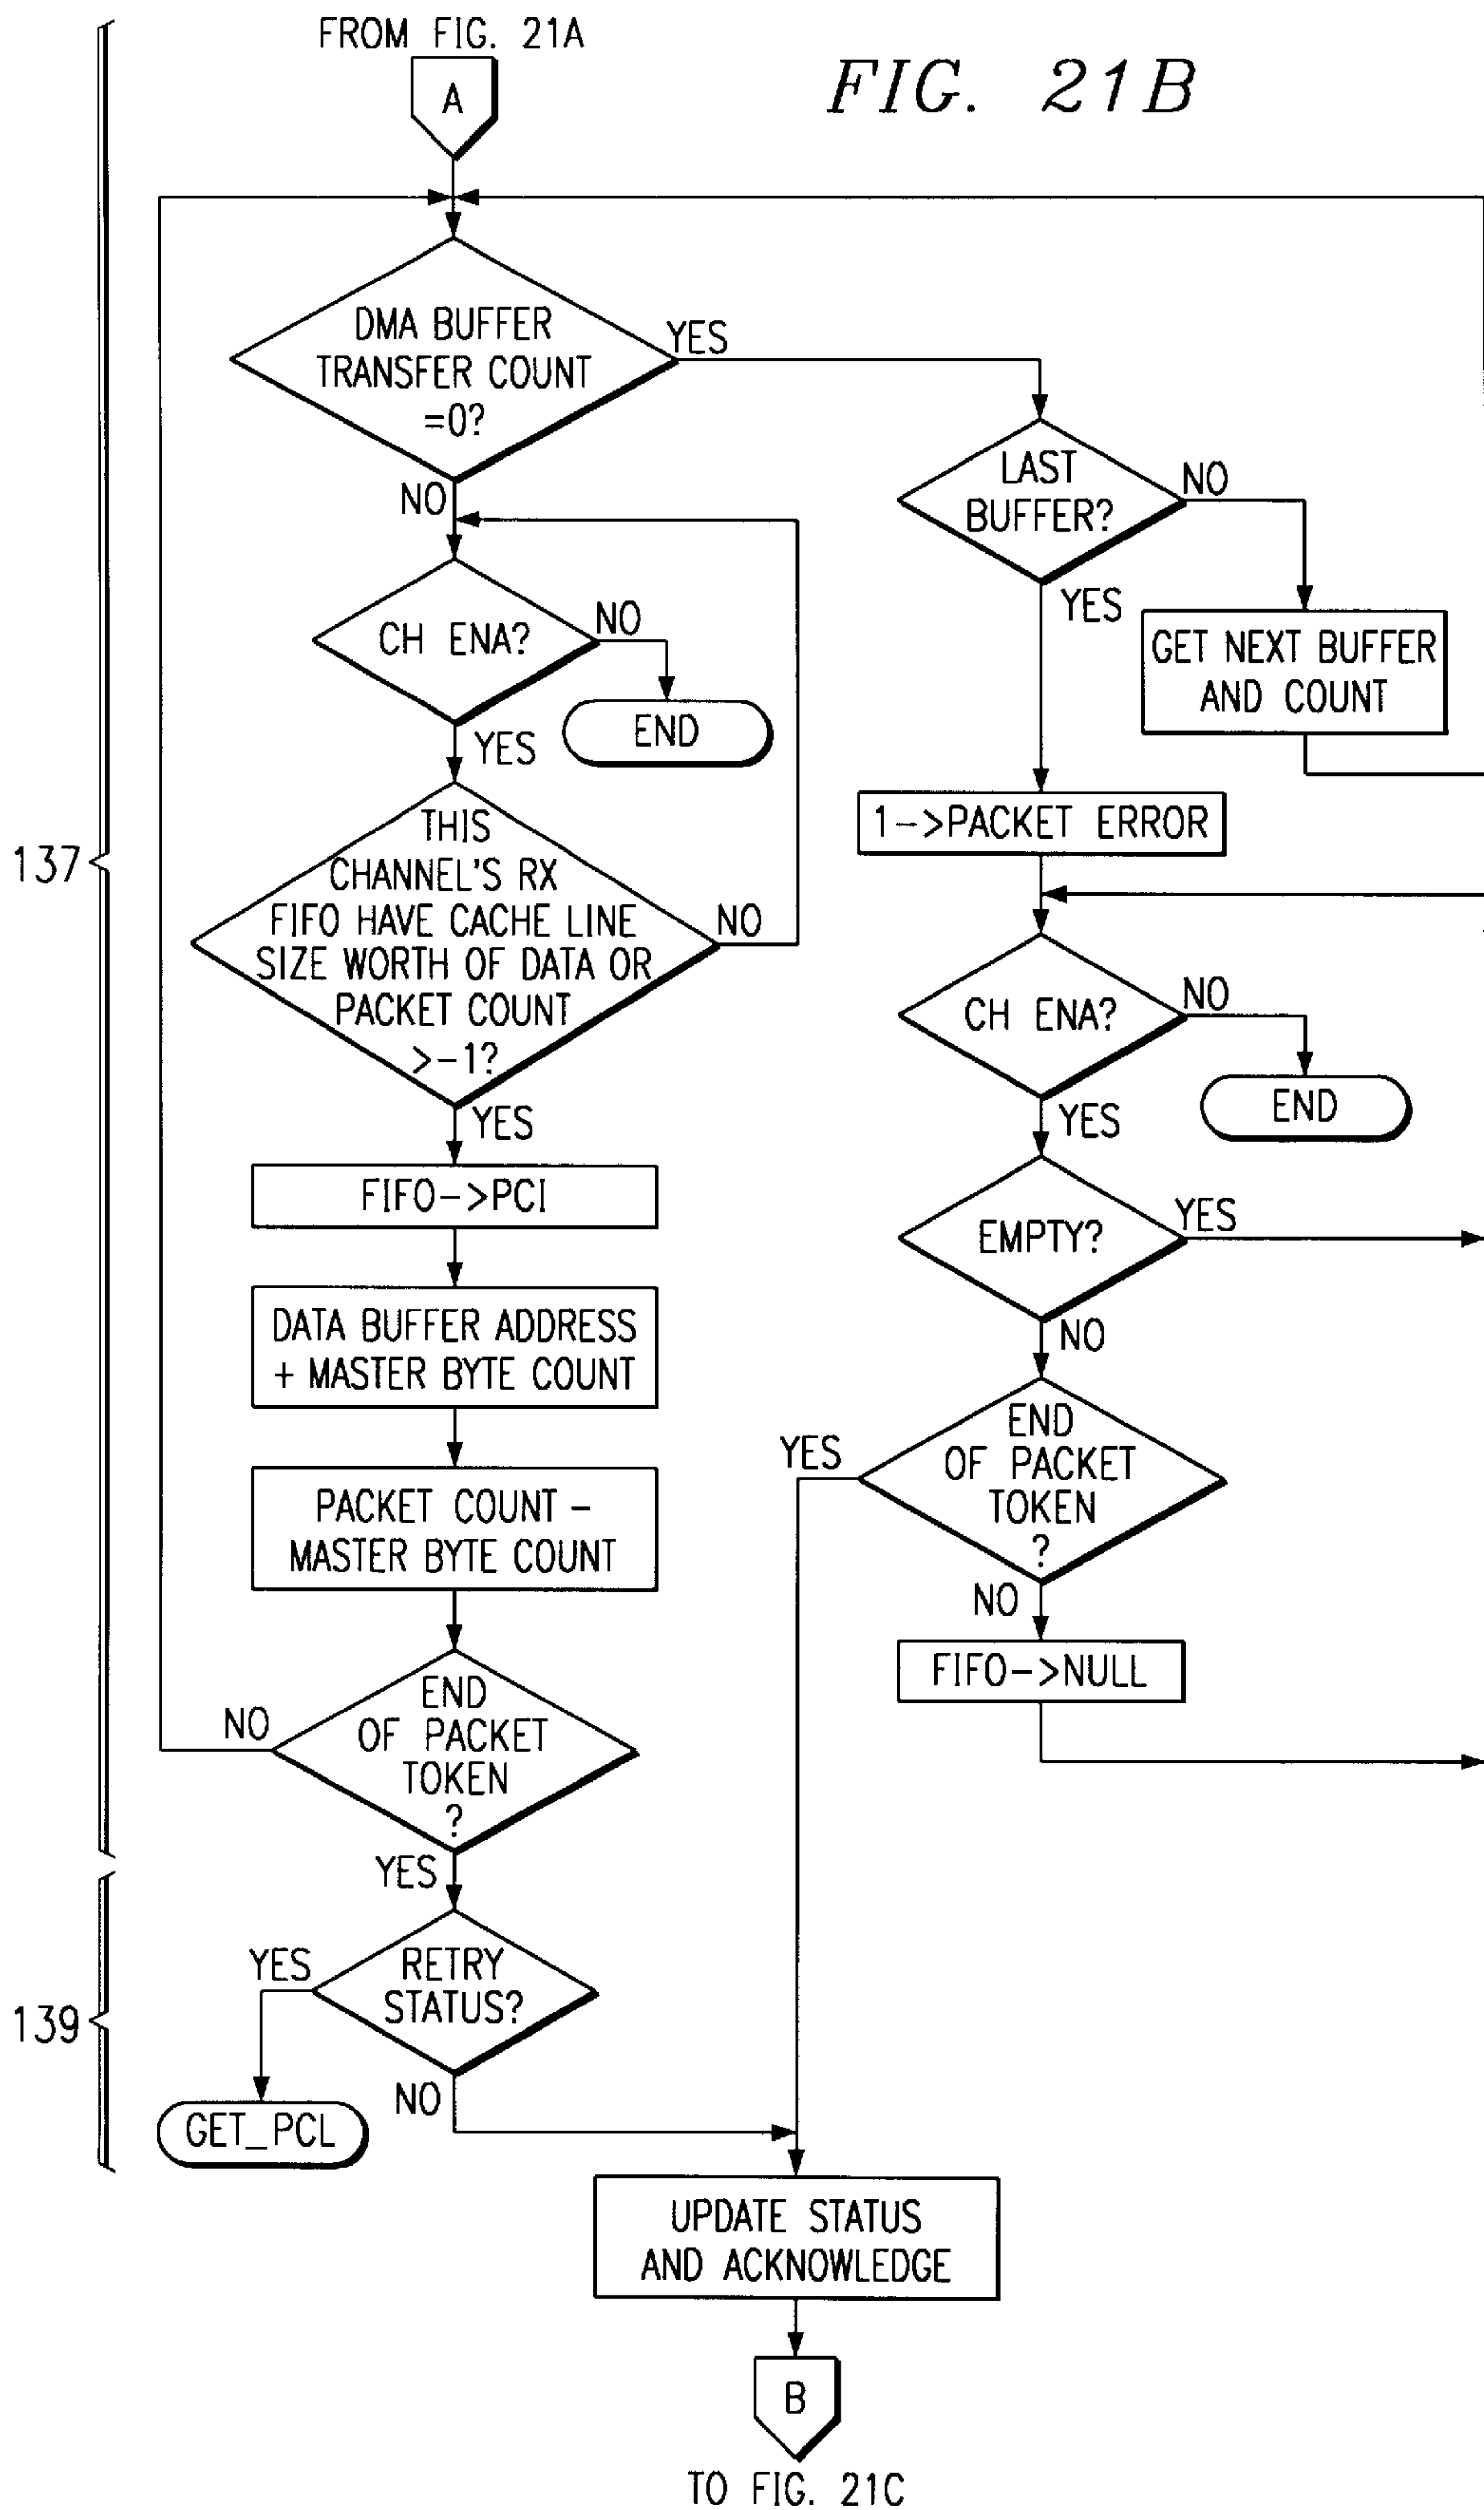 FROM FIG. 21A
FIG. 21B
A
DMA BUFFER
TRANSFER COUNT
=0?
YES
NO
LAST
BUFFER?
NO
YES
GET NEXT BUFFER
AND COUNT
CH ENA?
NO
END
YES
1->PACKET ERROR
THIS
CHANNEL'S RX
FIFO HAVE CACHE LINE
SIZE WORTH OF DATA OR
PACKET COUNT
>-1?
NO
YES
137
CH ENA?
NO
END
YES
FIFO->PCI
EMPTY?
YES
NO
DATA BUFFER ADDRESS
+ MASTER BYTE COUNT
END
OF PACKET
TOKEN
?
YES
NO
PACKET COUNT -
MASTER BYTE COUNT
FIFO->NULL
END
OF PACKET
TOKEN
?
NO
YES
139
RETRY
STATUS?
YES
NO
GET_PCL
UPDATE STATUS
AND ACKNOWLEDGE
B
TO FIG. 21C